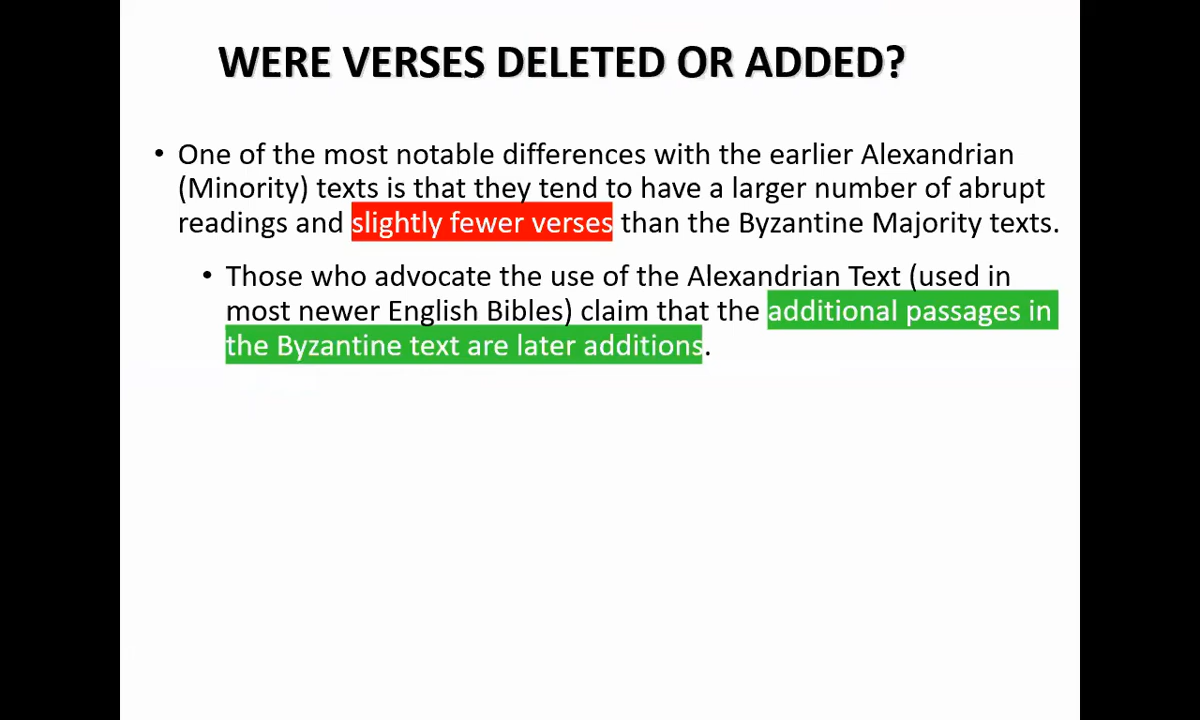 WERE VERSES DELETED OR ADDED?
• One of the most notable differences with the earlier Alexandrian
(Minority) texts is that they tend to have a larger number of abrupt
readings and slightly fewer verses than the Byzantine Majority texts.
• Those who advocate the use of the Alexandrian Text (used in
most newer English Bibles) claim that the additional passages in
the Byzantine text are later additions.